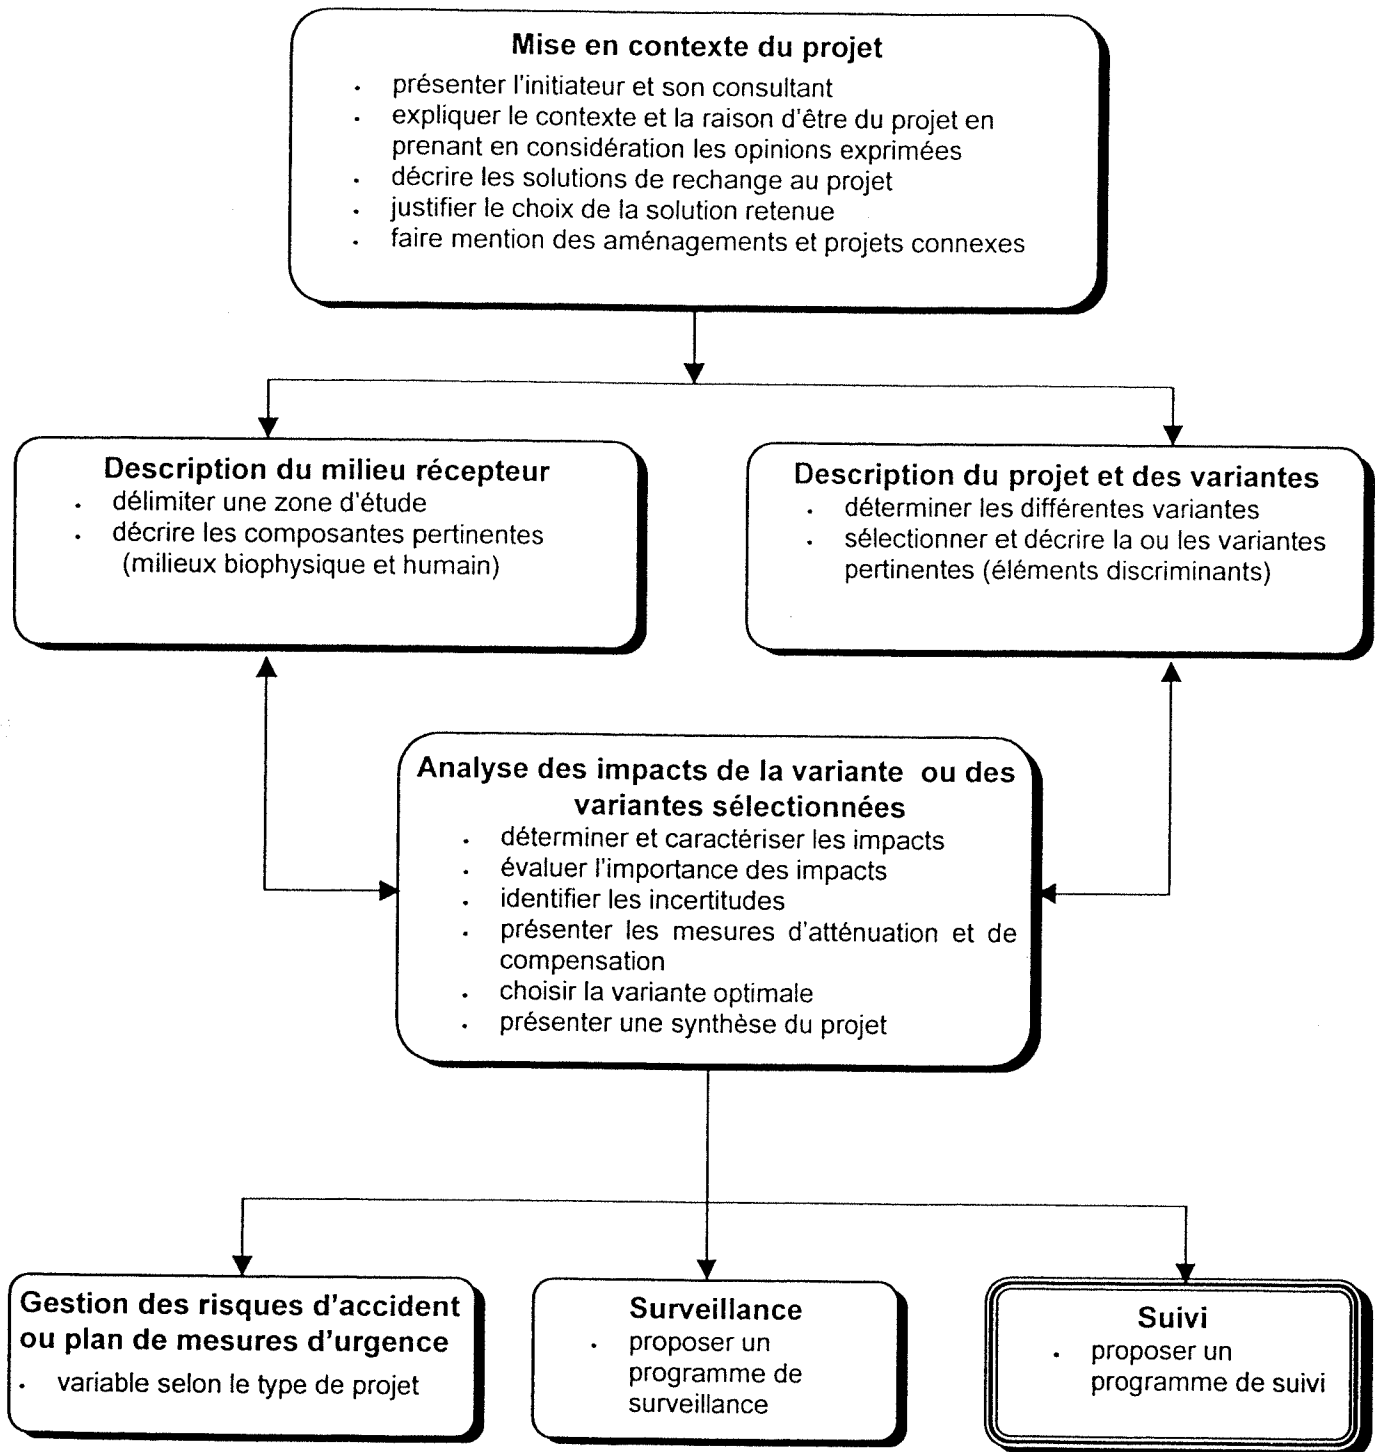 Mise en contexte du projet
· présenter l'initiateur et son consultant
· expliquer le contexte et la raison d'être du projet en
prenant en considération les opinions exprimées
· décrire les solutions de rechange au projet
· justifier le choix de la solution retenue
· faire mention des aménagements et projets connexes
Description du milieu récepteur
· délimiter une zone d'étude
· décrire les composantes pertinentes
(milieux biophysique et humain)
Description du projet et des variantes
· déterminer les différentes variantes
· sélectionner et décrire la ou les variantes
pertinentes (éléments discriminants)
Analyse des impacts de la variante ou des
variantes sélectionnées
· déterminer et caractériser les impacts
· évaluer l'importance des impacts
· identifier les incertitudes
· présenter les mesures d'atténuation et de
compensation
· choisir la variante optimale
· présenter une synthèse du projet
Gestion des risques d'accident
ou plan de mesures d'urgence
· variable selon le type de projet
Surveillance
· proposer un
programme de
surveillance
Suivi
· proposer un
programme de suivi